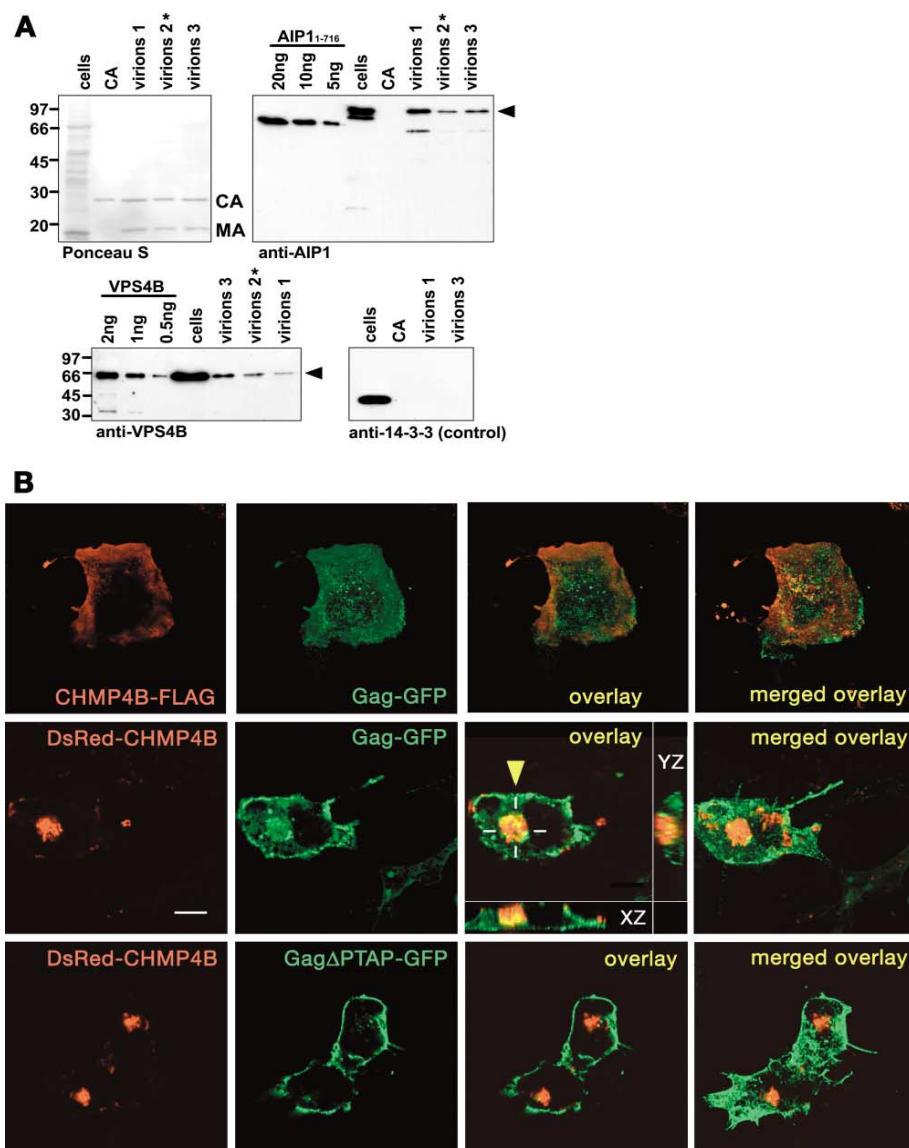 A
cells
CA
virions 1
virions 2*
virions 3
97
66
45
30
20
CA
MA
Ponceau S
AIP1₁₋₇₁₆
20ng
10ng
5ng
cells
CA
virions 1
virions 2*
virions 3
anti-AIP1
VPS4B
2ng
1ng
0.5ng
cells
virions 3
virions 2*
virions 1
97
66
45
30
anti-VPS4B
cells
CA
virions 1
virions 3
anti-14-3-3 (control)
B
CHMP4B-FLAG
Gag-GFP
overlay
merged overlay
DsRed-CHMP4B
Gag-GFP
overlay
YZ
XZ
merged overlay
DsRed-CHMP4B
GagΔPTAP-GFP
overlay
merged overlay